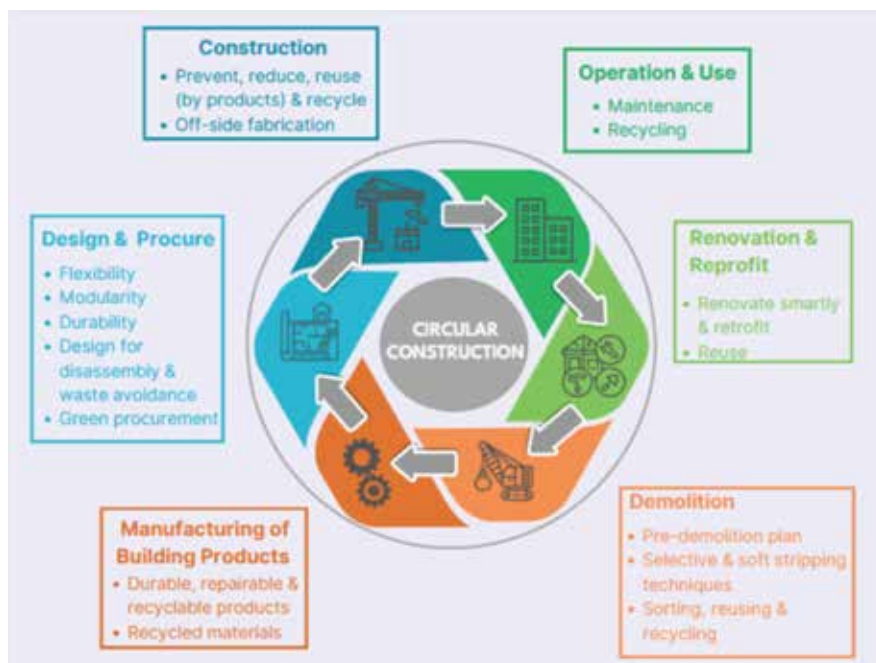 Construction
• Prevent, reduce, reuse
(by products) & recycle
• Off-side fabrication
Operation & Use
• Maintenance
• Recycling
Design & Procure
• Flexibility
• Modularity
• Durability
• Design for
disassembly &
waste avoidance
• Green procurement
Renovation &
Reprofit
• Renovate smartly
& retrofit
• Reuse
CIRCULAR
CONSTRUCTION
Manufacturing of
Building Products
• Durable, repairable &
recyclable products
• Recycled materials
Demolition
• Pre-demolition plan
• Selective & soft stripping
techniques
• Sorting, reusing &
recycling